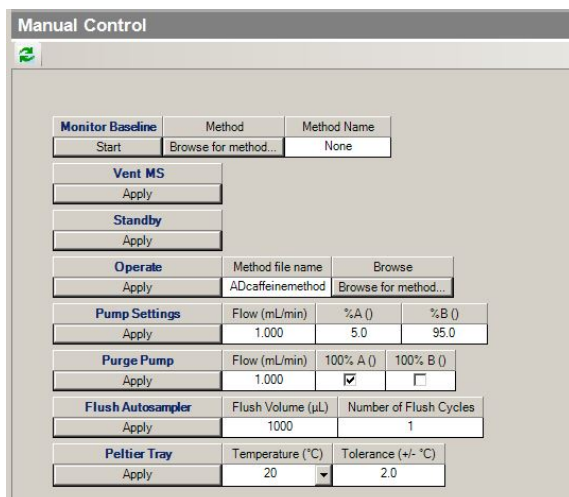 Manual Control
Monitor Baseline Method Method Name
Start Browse for method... None
Vent MS
Apply
Standby
Apply
Operate Method file name Browse
Apply ADcaffeinemethod Browse for method...
Pump Settings Flow (mL/min) %A () %B ()
Apply 1.000 5.0 95.0
Purge Pump Flow (mL/min) 100% A () 100% B ()
Apply 1.000
Flush Autosampler Flush Volume (µL) Number of Flush Cycles
Apply 1000 1
Peltier Tray Temperature (°C) Tolerance (+/- °C)
Apply 20 2.0